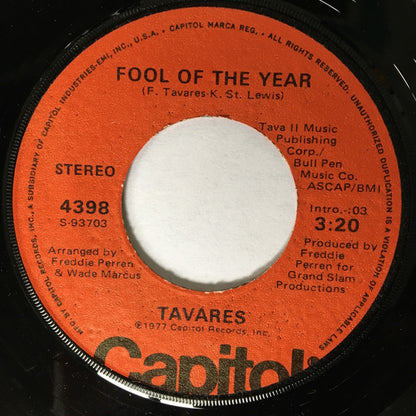 MFD. BY CAPITOL RECORDS, INC., A SUBSIDIARY OF CAPITOL INDUSTRIES-EMI, INC., U.S.A. • CAPITOL MARCA REG. • ALL RIGHTS RESERVED. UNAUTHORIZED DUPLICATION IS A VIOLATION OF APPLICABLE LAWS
FOOL OF THE YEAR
(F. Tavares-K. St. Lewis)
STEREO
4398
S-93703
Arranged by
Freddie Perren
& Wade Marcus
Tava II Music
Publishing
Corp./
Bull Pen
Music Co.
ASCAP/BMI
Intro.-:03
3:20
Produced by
Freddie
Perren for
Grand Slam
Productions
TAVARES
©1977 Capitol Records, Inc.
Capitol